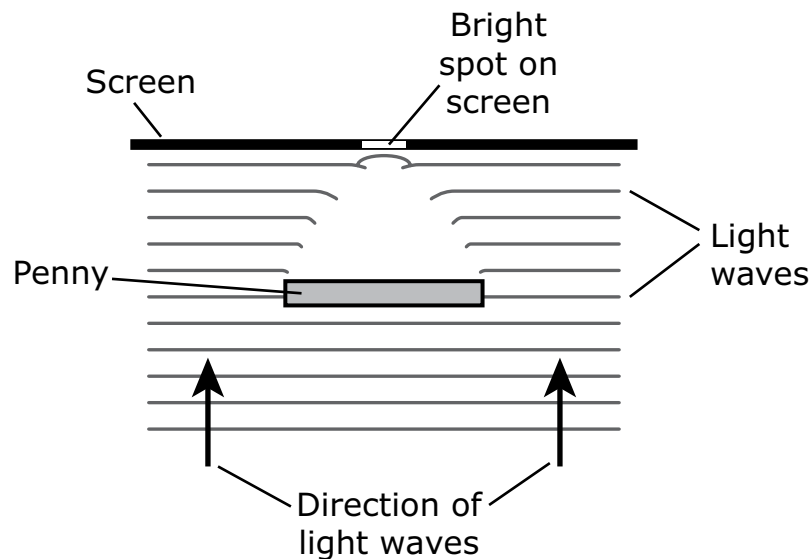 Bright
spot on
screen
Screen
Light
waves
Penny
Direction of
light waves